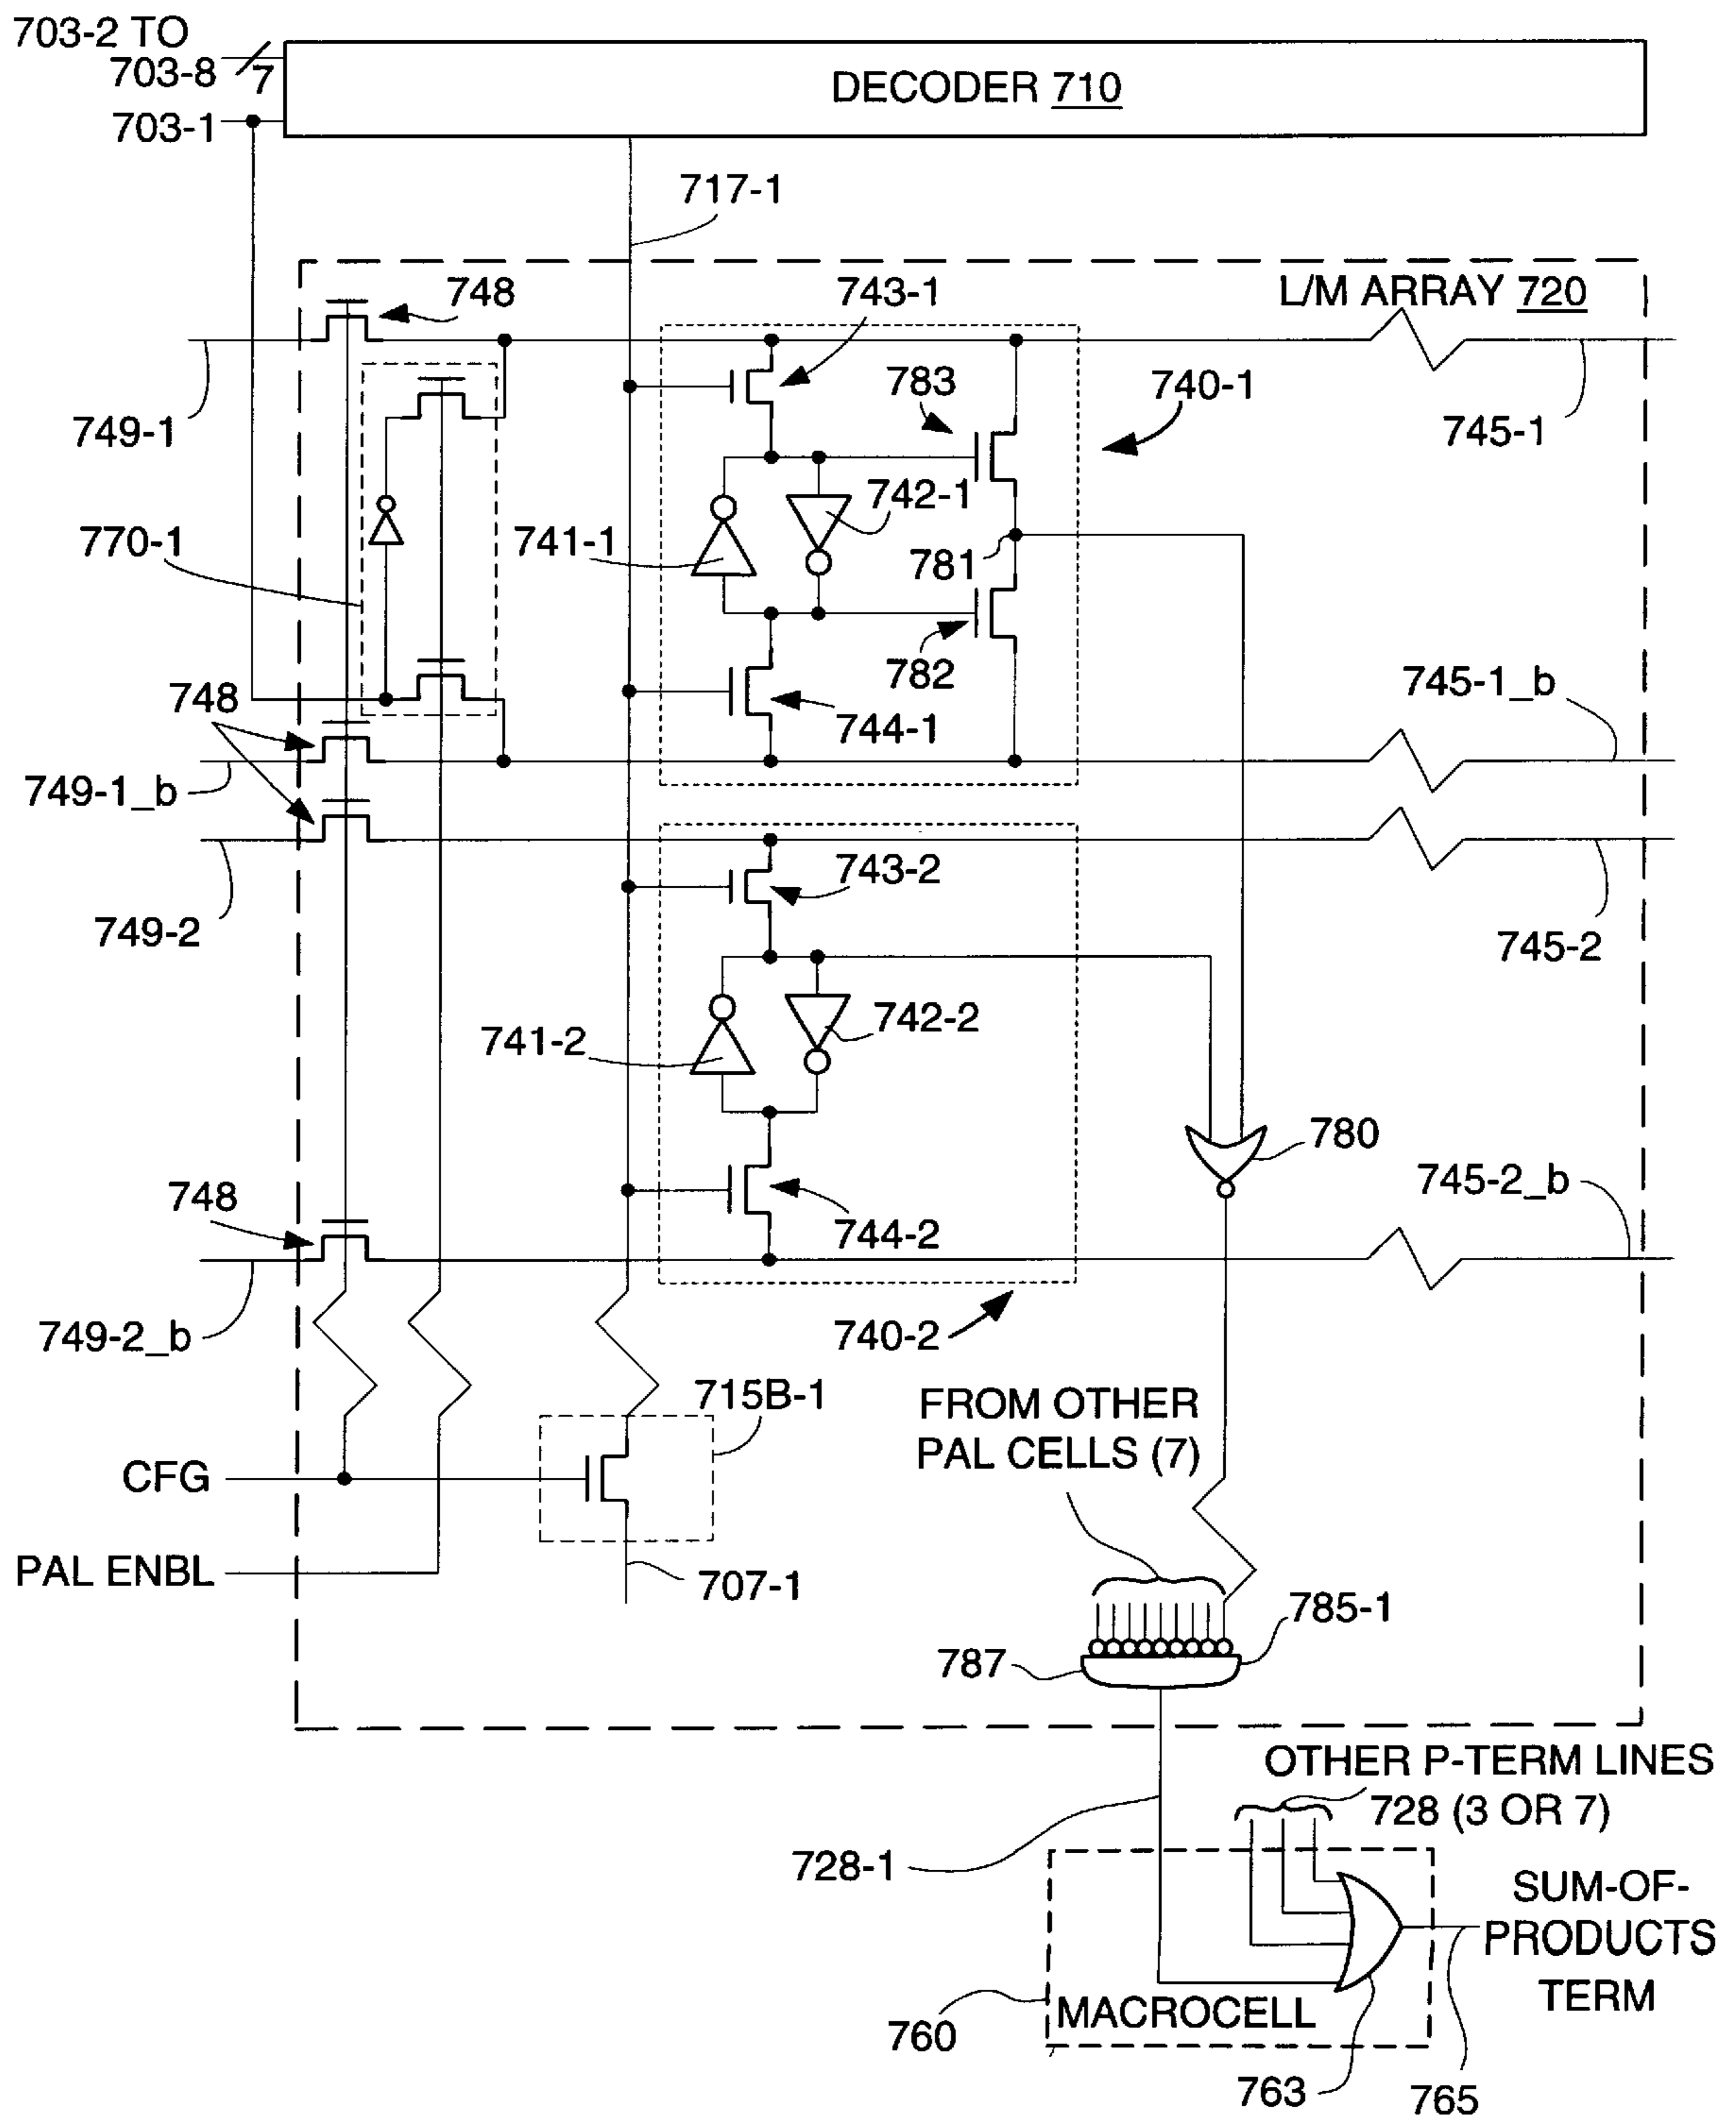 703-2 TO
703-8
7
703-1
DECODER 710
717-1
L/M ARRAY 720
748
743-1
783
740-1
749-1
745-1
742-1
770-1
741-1
781
782
745-1_b
748
744-1
749-1_b
743-2
749-2
745-2
742-2
741-2
780
745-2_b
748
744-2
749-2_b
740-2
715B-1
FROM OTHER
PAL CELLS (7)
CFG
PAL ENBL
707-1
785-1
787
OTHER P-TERM LINES
728 (3 OR 7)
728-1
SUM-OF-
PRODUCTS
TERM
MACROCELL
760
763
765